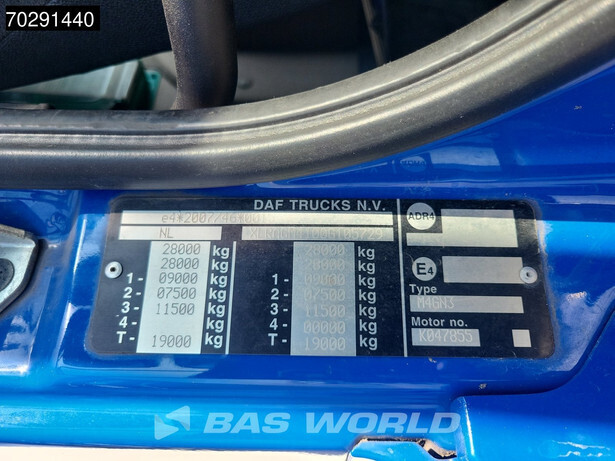 70291440
DAF TRUCKS N.V.
e4*2007/46*00
NL
28000 kg 28000 kg
28000 kg 28000 kg
1- 09000 kg 1- 09000 kg
2- 07500 kg 2- 07500 kg
3- 11500 kg 3- 11500 kg
4- kg 4- 00000 kg
T- 19000 kg T- 19000 kg
ADR4
E4
Type
M46N3
Motor no.
K047855
BAS WORLD